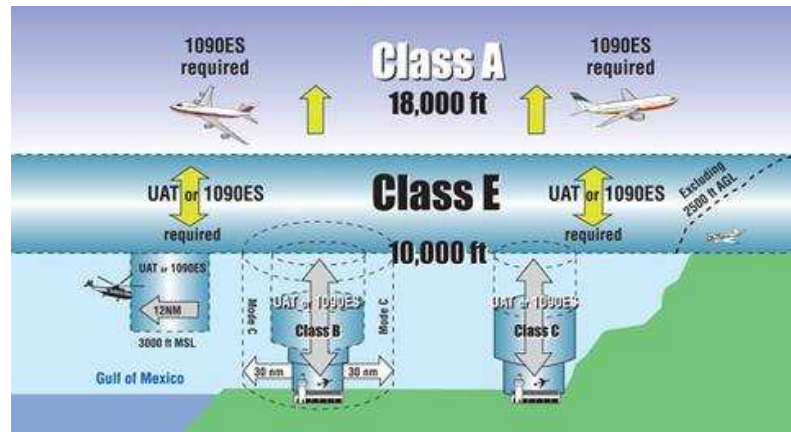 1090ES
required
Class A
18,000 ft
1090ES
required
UAT or 1090ES
required
Class E
10,000 ft
UAT or 1090ES
required
Excluding
2500 ft AGL
UAT or 1090ES
12NM
3000 ft MSL
Gulf of Mexico
Mode C
UAT or 1090ES
Class B
Mode C
30 nm
30 nm
UAT or 1090ES
Class C